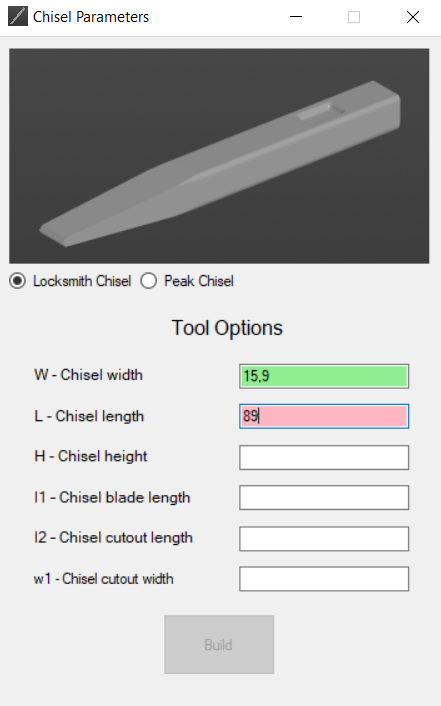 Chisel Parameters
Locksmith Chisel Peak Chisel
Tool Options
W - Chisel width 15,9
L - Chisel length 89
H - Chisel height
l1 - Chisel blade length
l2 - Chisel cutout length
w1 - Chisel cutout width
Build